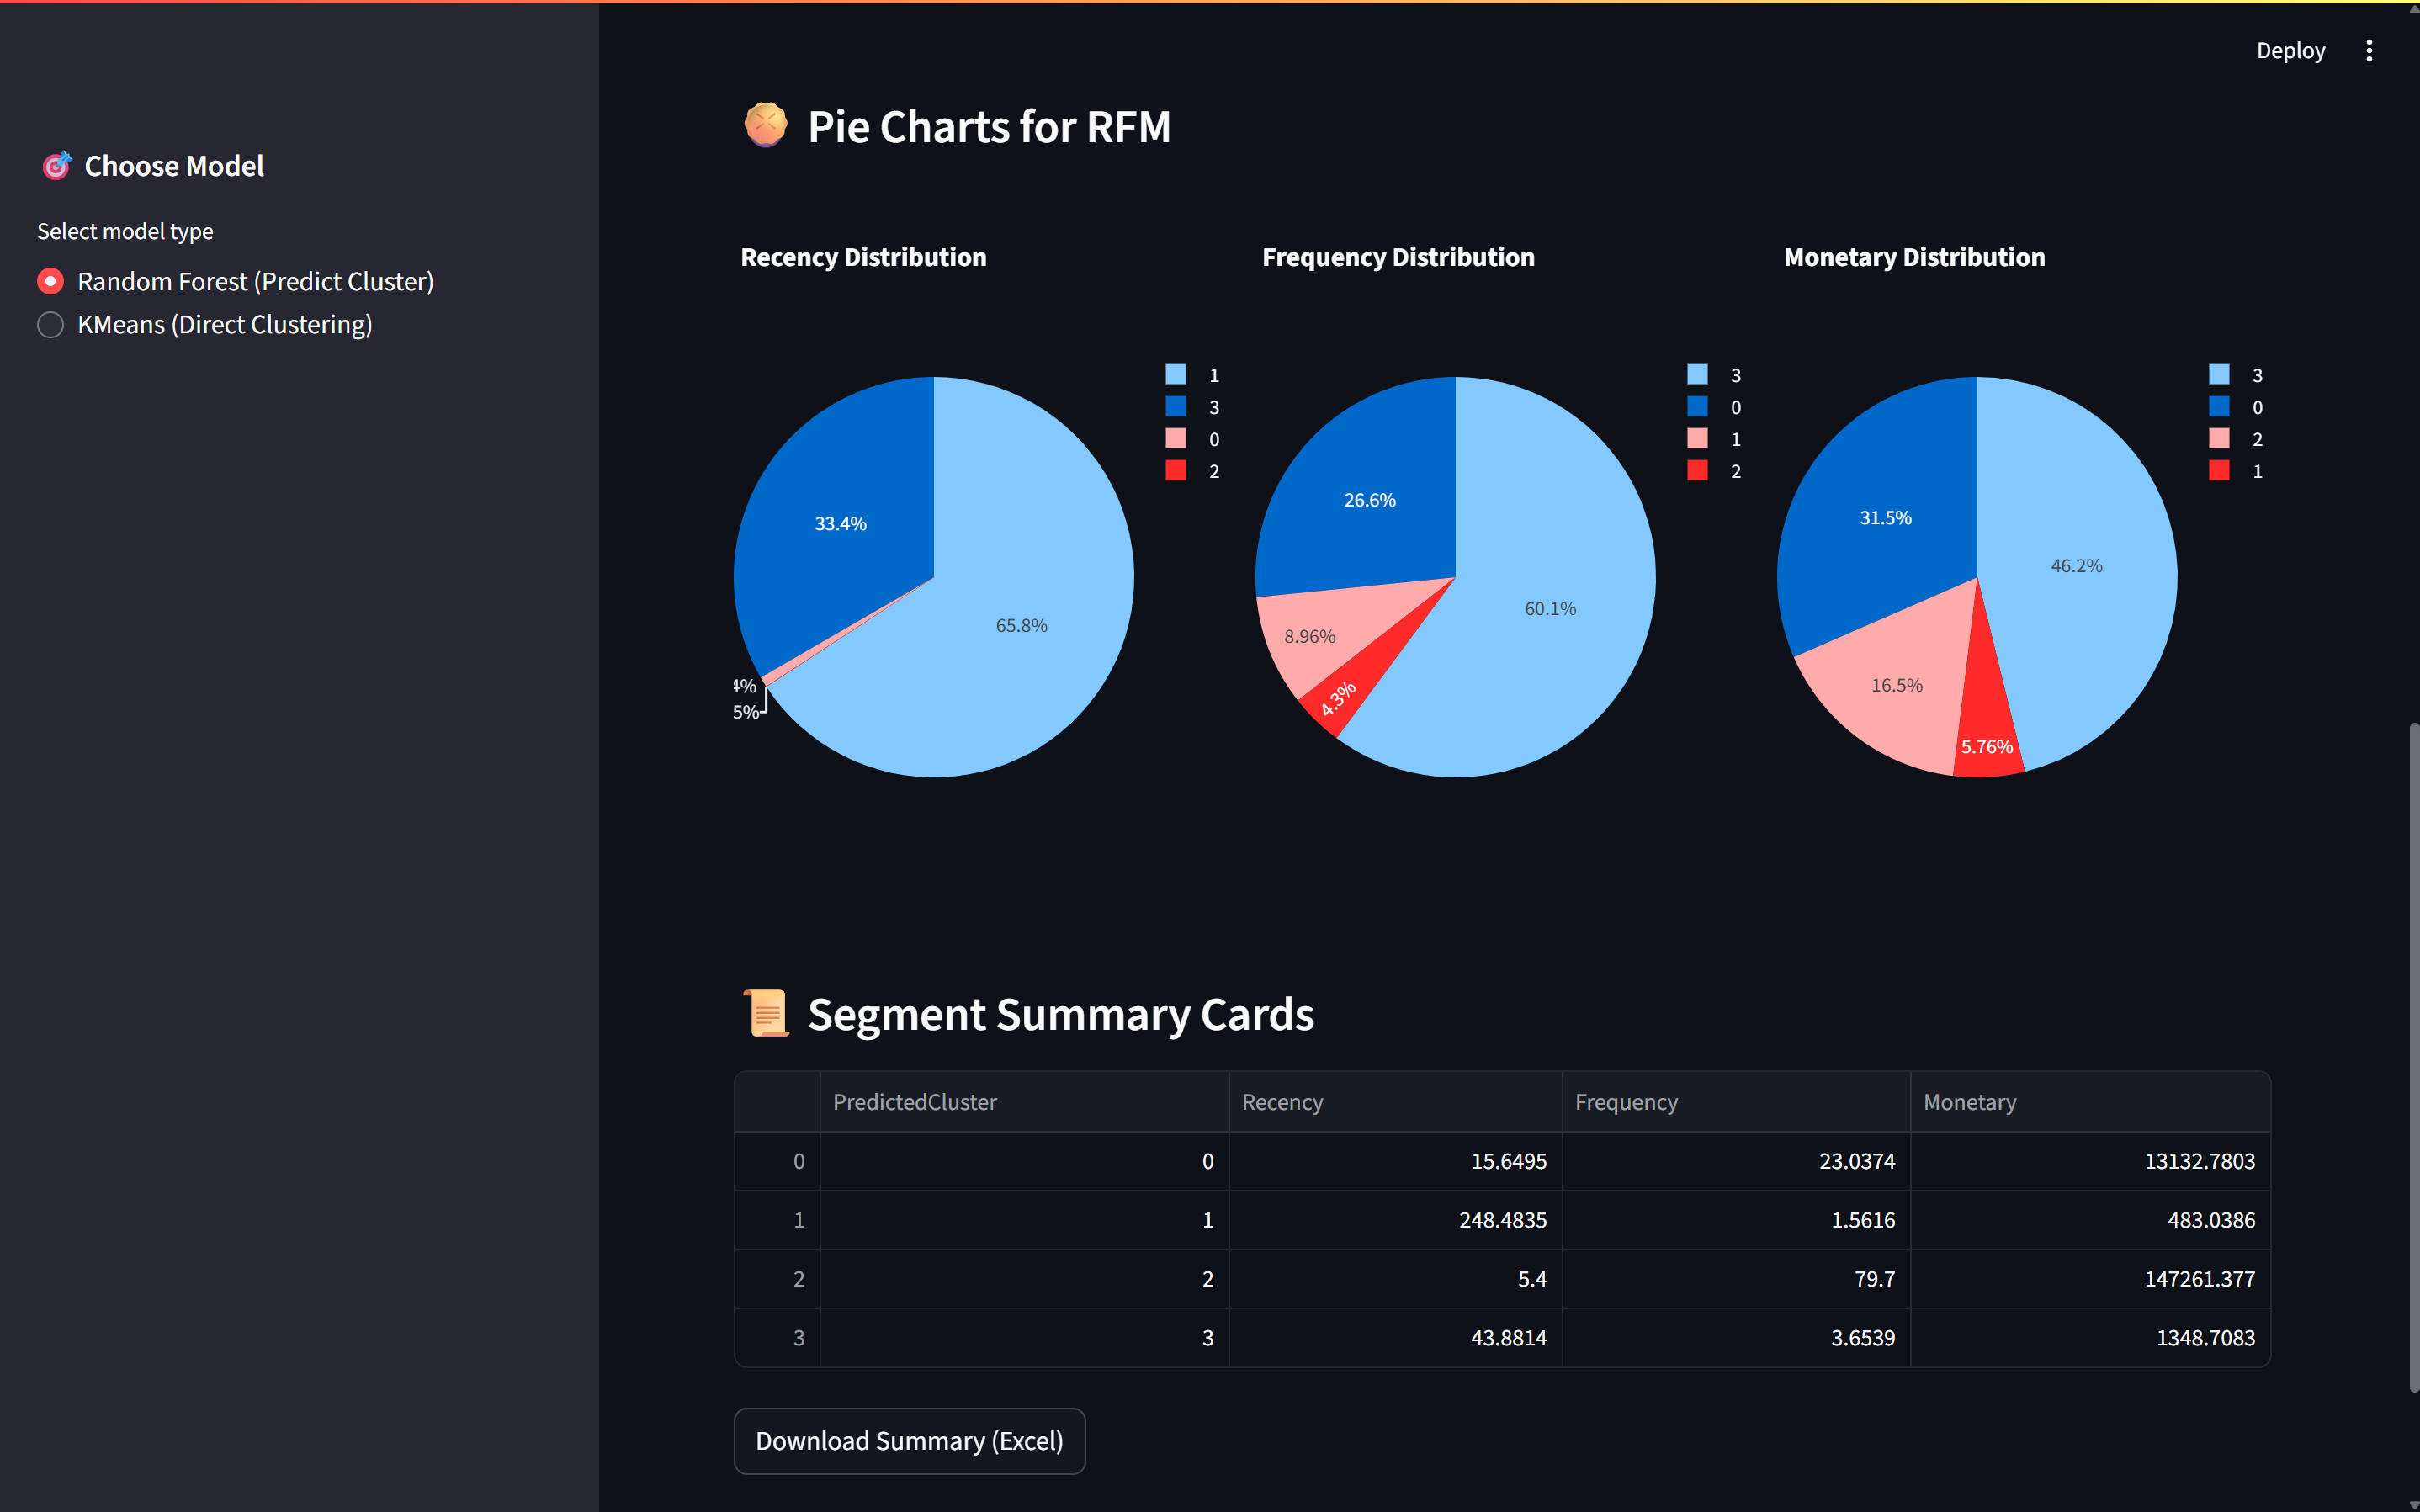 Deploy
Choose Model
Select model type
Random Forest (Predict Cluster)
KMeans (Direct Clustering)
Pie Charts for RFM
Recency Distribution
1
3
0
2
33.4%
65.8%
4%
5%
Frequency Distribution
3
0
1
2
26.6%
60.1%
8.96%
4.3%
Monetary Distribution
3
0
2
1
31.5%
46.2%
16.5%
5.76%
Segment Summary Cards
PredictedCluster Recency Frequency Monetary
0 0 15.6495 23.0374 13132.7803
1 1 248.4835 1.5616 483.0386
2 2 5.4 79.7 147261.377
3 3 43.8814 3.6539 1348.7083
Download Summary (Excel)